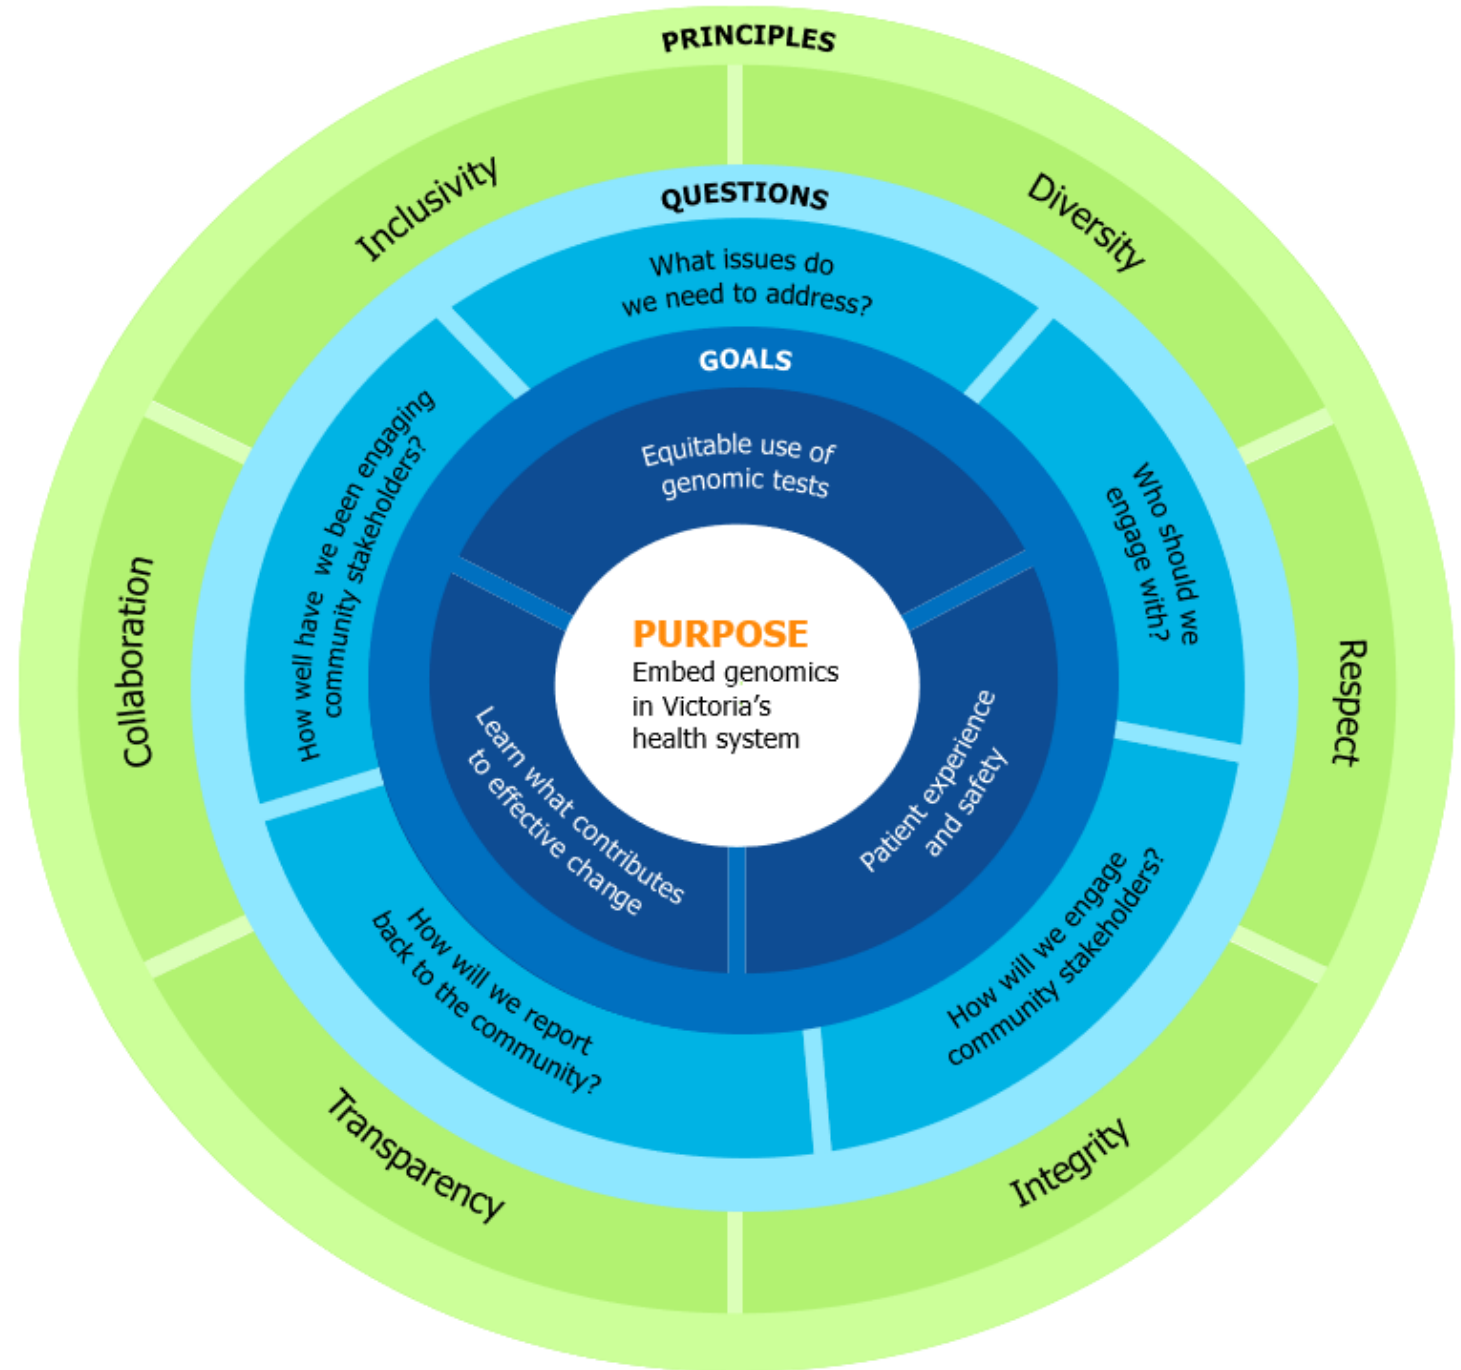 PRINCIPLES
Inclusivity
Diversity
Respect
Integrity
Transparency
Collaboration
QUESTIONS
What issues do
we need to address?
Who should we
engage with?
How will we engage
community stakeholders?
How will we report
back to the community?
How well have we been engaging
community stakeholders?
GOALS
Equitable use of
genomic tests
Patient experience
and safety
Learn what contributes
to effective change
PURPOSE
Embed genomics
in Victoria’s
health system